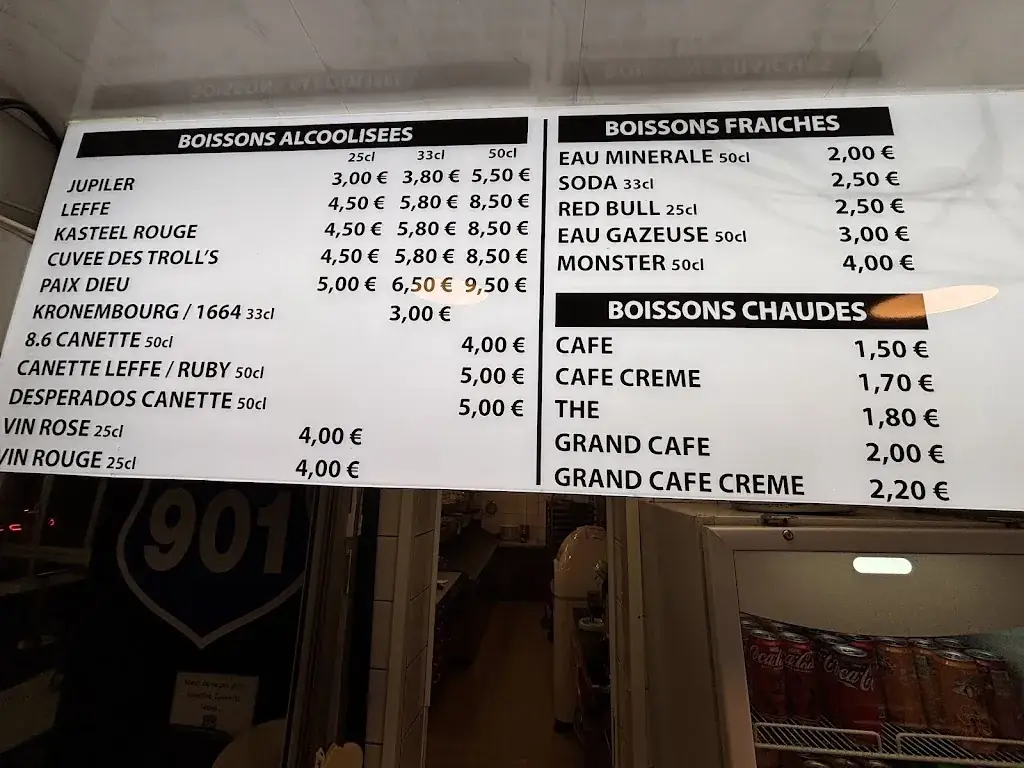 BOISSONS ALCOOLISEES
25cl 33cl 50cl
JUPILER 3,00 € 3,80 € 5,50 €
LEFFE 4,50 € 5,80 € 8,50 €
KASTEEL ROUGE 4,50 € 5,80 € 8,50 €
CUVEE DES TROLL'S 4,50 € 5,80 € 8,50 €
PAIX DIEU 5,00 € 6,50 € 9,50 €
KRONEMBOURG / 1664 33cl 3,00 €
8.6 CANETTE 50cl 4,00 €
CANETTE LEFFE / RUBY 50cl 5,00 €
DESPERADOS CANETTE 50cl 5,00 €
VIN ROSE 25cl 4,00 €
VIN ROUGE 25cl 4,00 €
BOISSONS FRAICHES
EAU MINERALE 50cl 2,00 €
SODA 33cl 2,50 €
RED BULL 25cl 2,50 €
EAU GAZEUSE 50cl 3,00 €
MONSTER 50cl 4,00 €
BOISSONS CHAUDES
CAFE 1,50 €
CAFE CREME 1,70 €
THE 1,80 €
GRAND CAFE 2,00 €
GRAND CAFE CREME 2,20 €
901
Coca-Cola